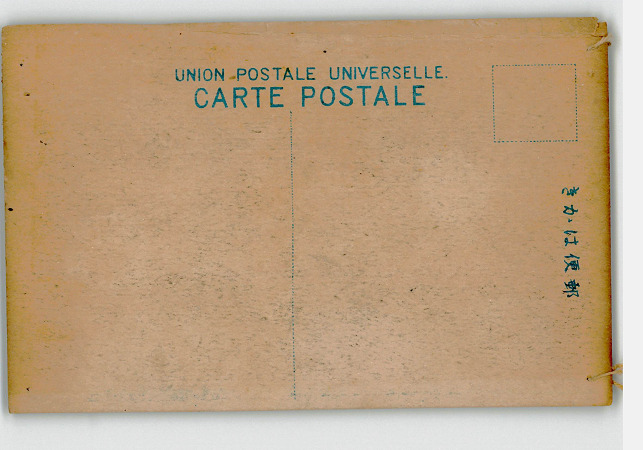 UNION POSTALE UNIVERSELLE.
CARTE POSTALE
きかは便郵